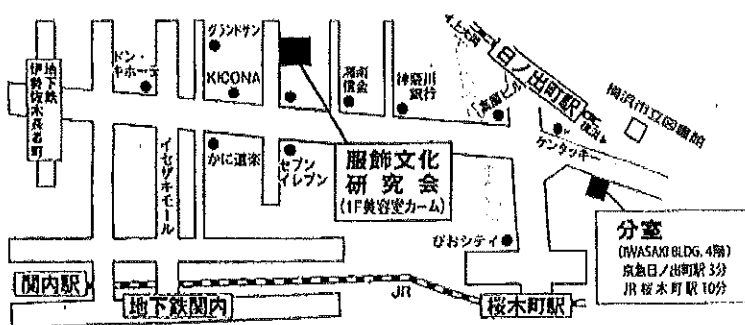 グランドサン
ドン・
キホーテ
KICONA
湘南
信金
神奈川
銀行
日ノ出町駅
横浜市立図書館
ケンタッキー
地下鉄
伊勢佐木長者町
イセザキモール
かに道楽
セブン
イレブン
服飾文化
研究会
(1F美容室カーム)
ぴおシティ
分室
(IWASAKI BLDG. 4階)
京急日ノ出町駅 3分
JR 桜木町駅 10分
関内駅
地下鉄関内
JR
桜木町駅